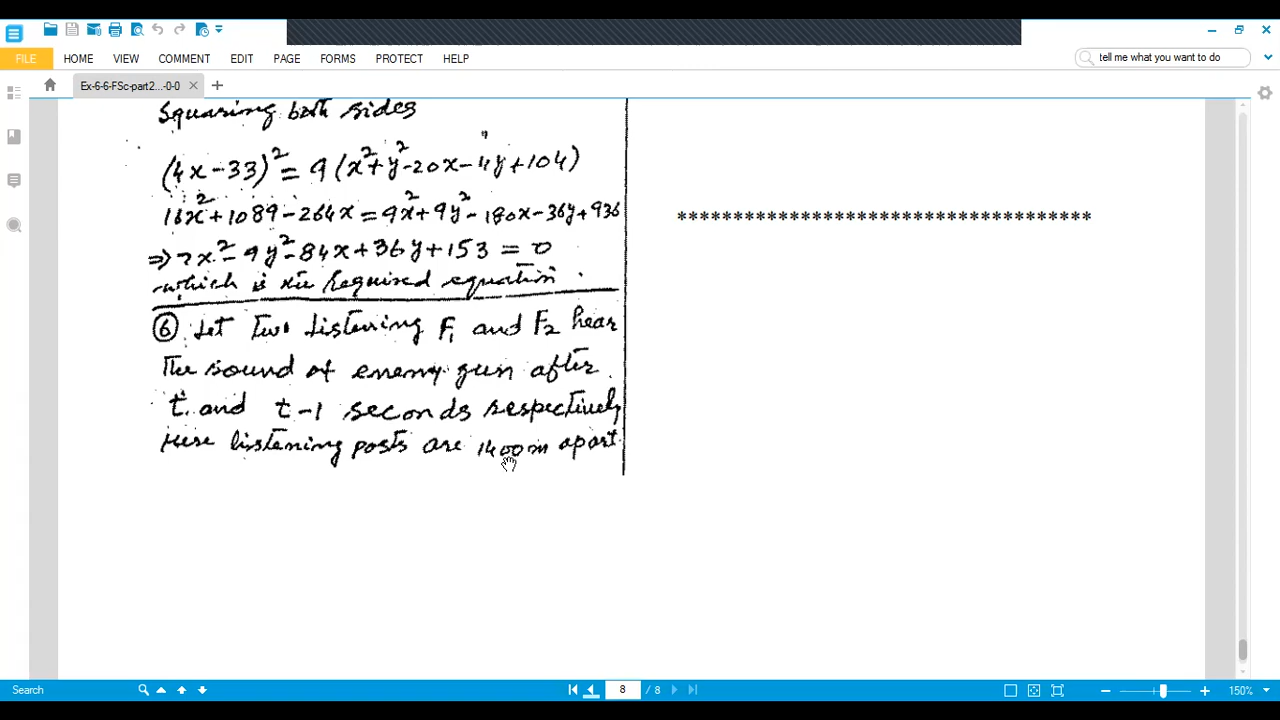 FILE HOME VIEW COMMENT EDIT PAGE FORMS PROTECT HELP
tell me what you want to do
Ex-6-6-FSc-part2...-0-0
Squaring both sides
(4x-33)² = 9(x²+y²-20x-4y+104)
16x²+1089-264x=9x²+9y²-180x-36y+936
⇒7x²-9y²-84x+36y+153 = 0
which is the required equation.
⑥ Let two listening F₁ and F₂ hear
The sound of enemy gun after
t and t-1 seconds respectively
Here listening posts are 1400m apart.
*************************************
Search
8 / 8
150%